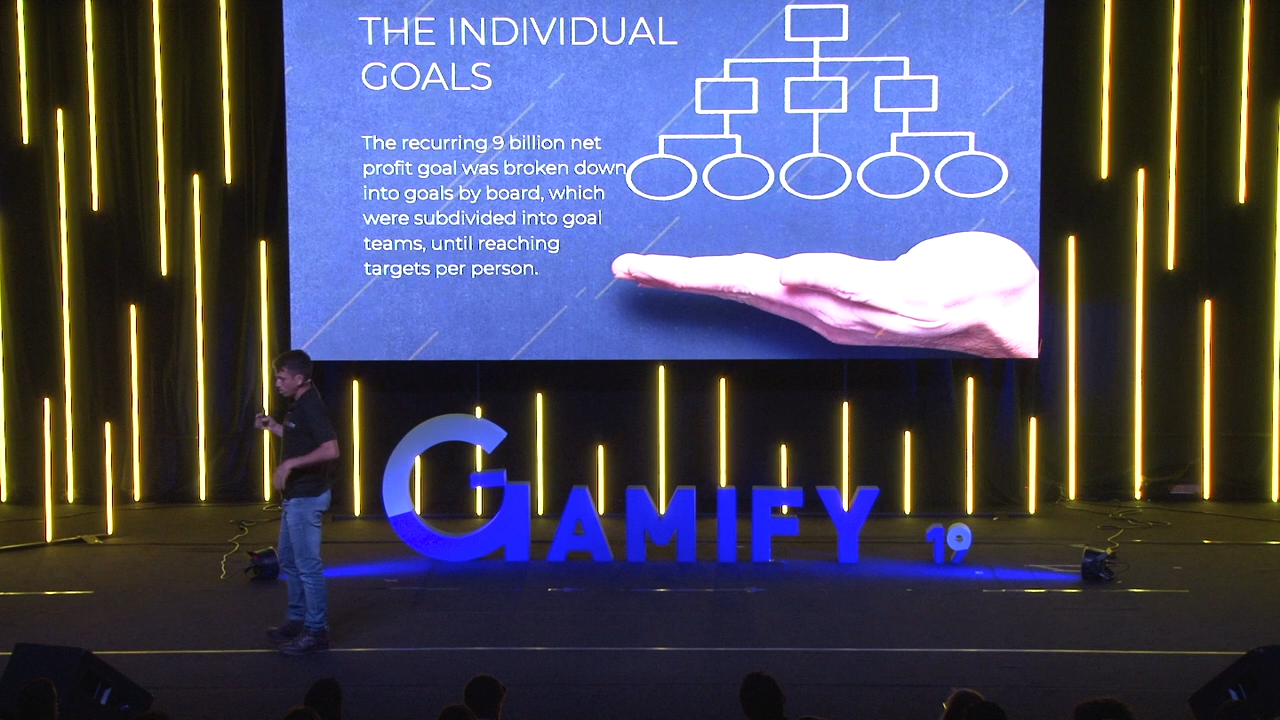 THE INDIVIDUAL
GOALS
The recurring 9 billion net
profit goal was broken down
into goals by board, which
were subdivided into goal
teams, until reaching
targets per person.
GAMIFY 19